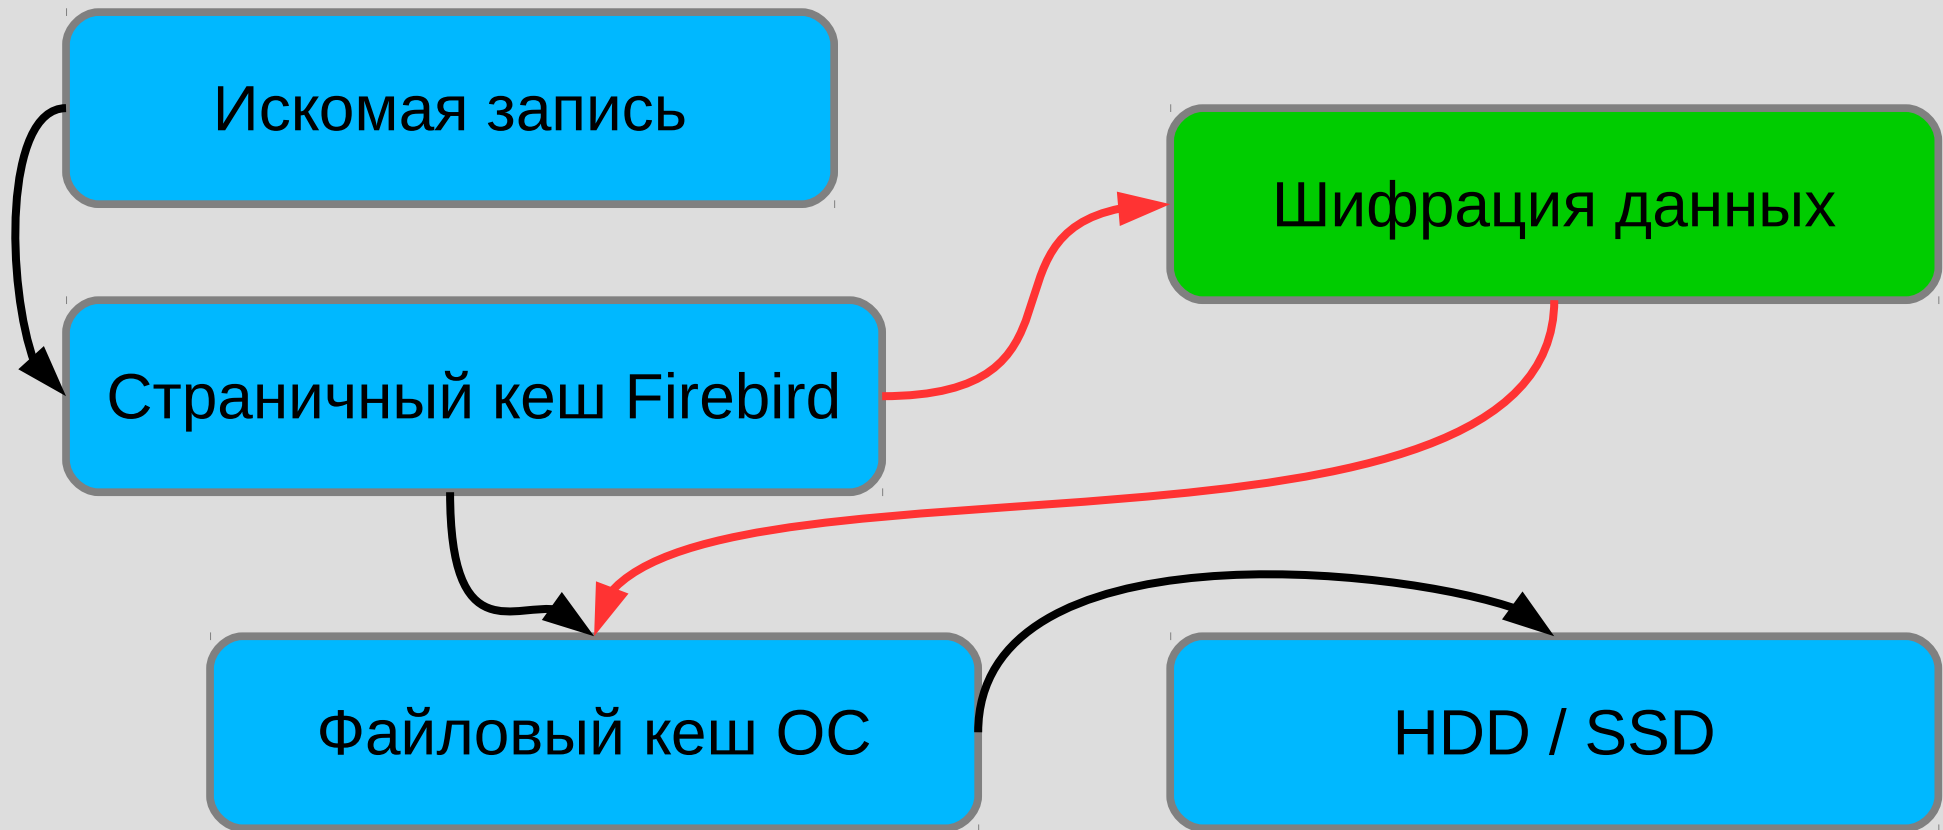 Искомая запись
Шифрация данных
Страничный кеш Firebird
Файловый кеш ОС
HDD / SSD